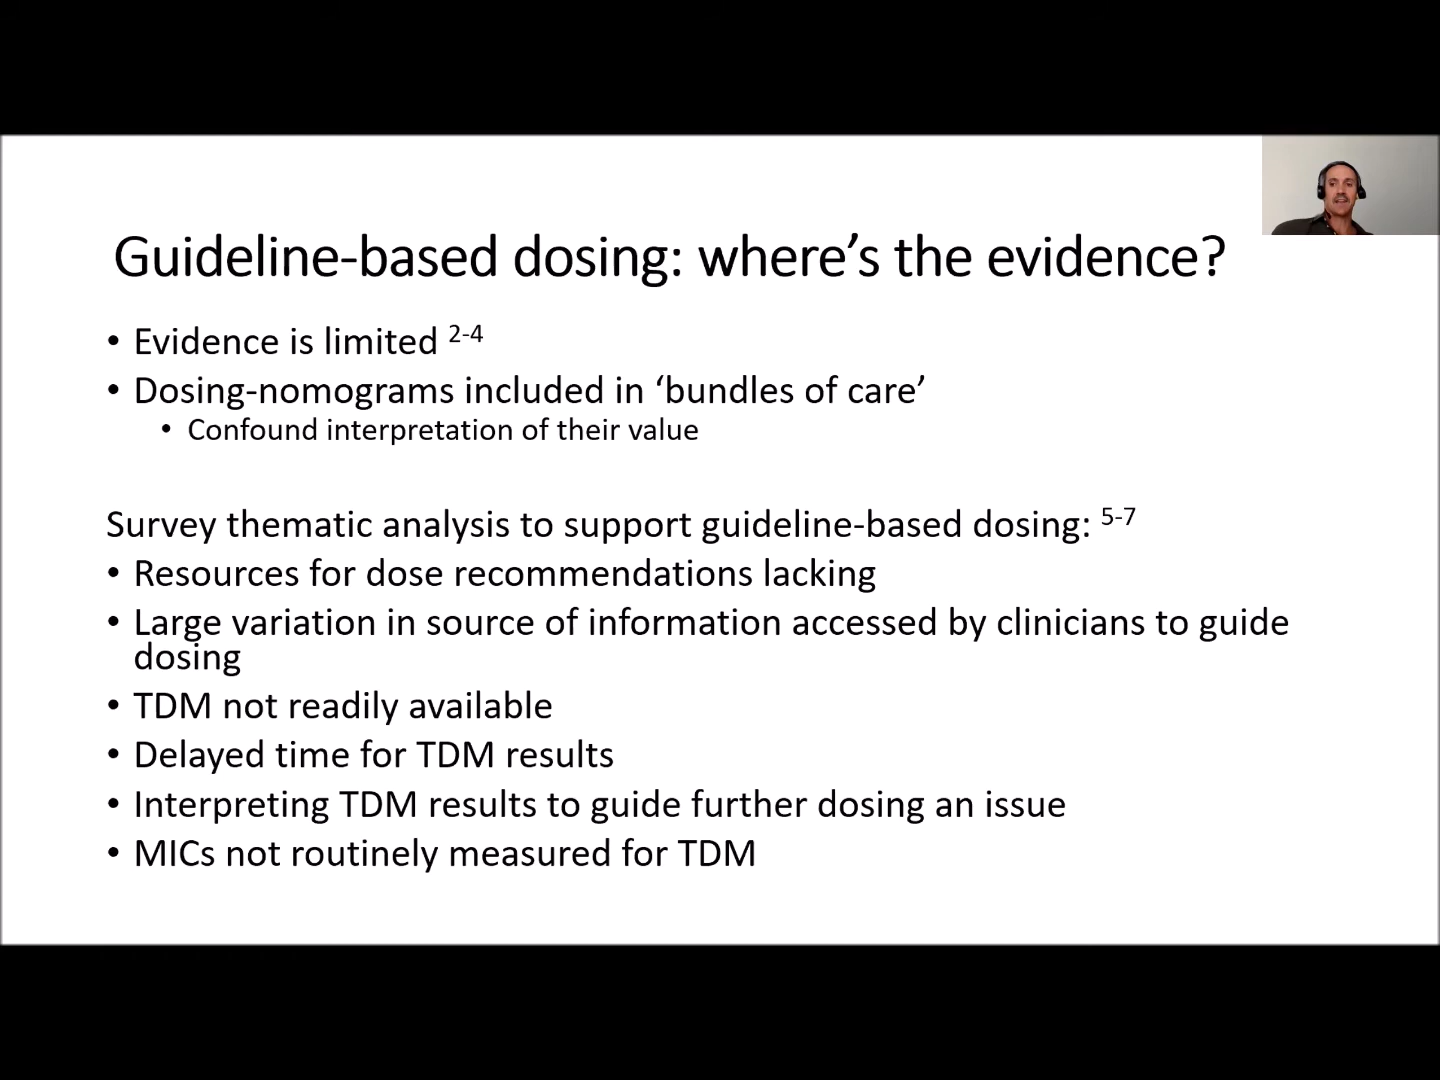 Guideline-based dosing: where’s the evidence?
• Evidence is limited 2-4
• Dosing-nomograms included in ‘bundles of care’
• Confound interpretation of their value
Survey thematic analysis to support guideline-based dosing: 5-7
• Resources for dose recommendations lacking
• Large variation in source of information accessed by clinicians to guide
dosing
• TDM not readily available
• Delayed time for TDM results
• Interpreting TDM results to guide further dosing an issue
• MICs not routinely measured for TDM